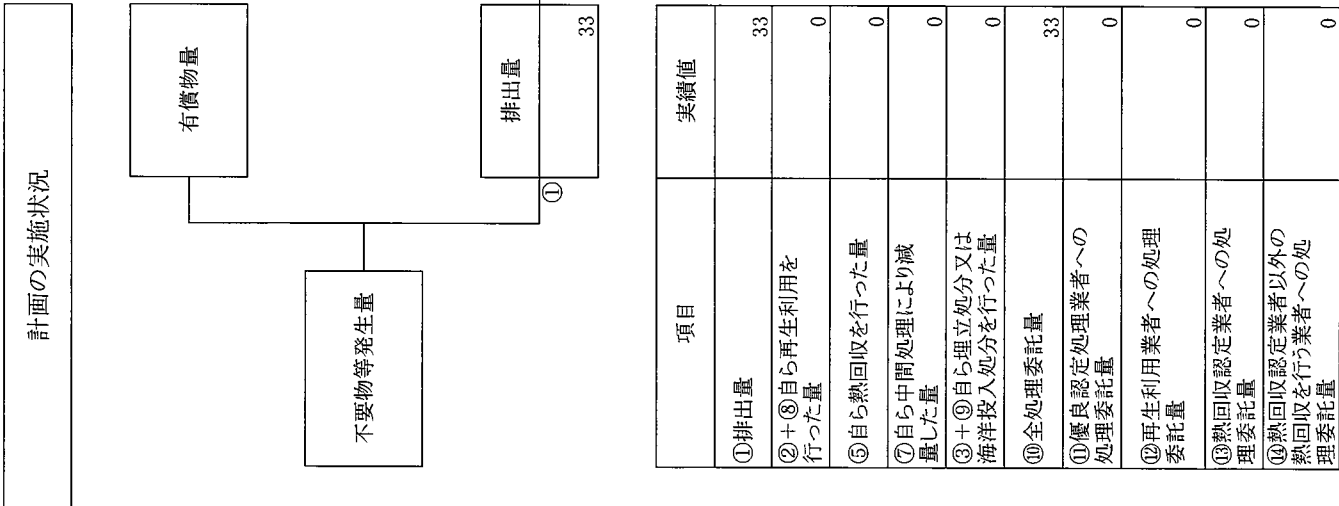 計画の実施状況
有償物量
不要物等発生量
排出量
①
33
項目
実績値
①排出量
33
②+⑧自ら再生利用を
行った量
0
⑤自ら熱回収を行った量
0
⑦自ら中間処理により減
量した量
0
③+⑨自ら埋立処分又は
海洋投入処分を行った量
0
⑩全処理委託量
33
⑪優良認定処理業者への
処理委託量
0
⑫再生利用業者への処理
委託量
0
⑬熱回収認定業者への処
理委託量
0
⑭熱回収認定業者以外の
熱回収を行う業者への処
理委託量
0